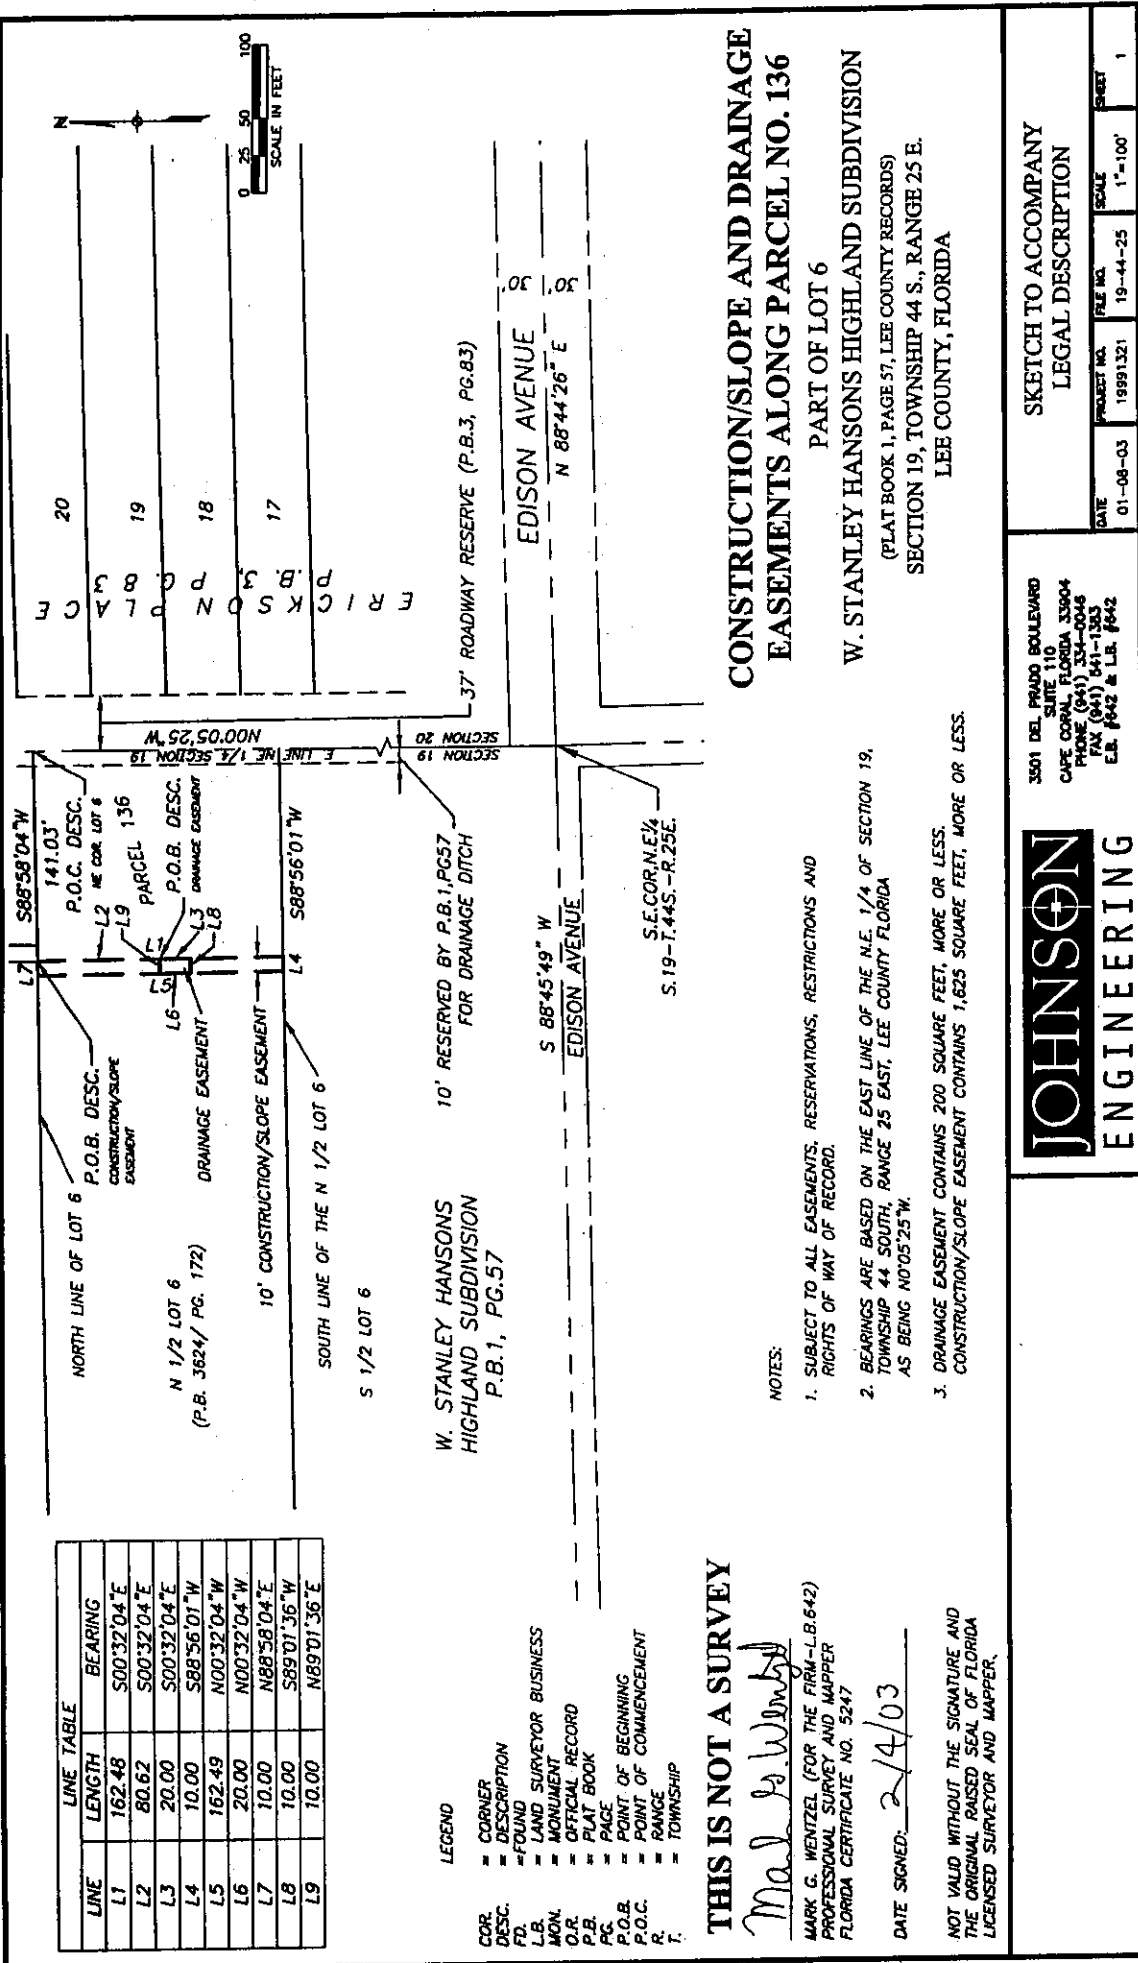 LINE TABLE
LINE LENGTH BEARING
L1 162.48 S00°32'04"E
L2 80.62 S00°32'04"E
L3 20.00 S00°32'04"E
L4 10.00 S88°56'01"W
L5 162.49 N00°32'04"W
L6 20.00 N00°32'04"W
L7 10.00 N88°58'04"E
L8 10.00 S89°01'36"W
L9 10.00 N89°01'36"E
LEGEND
COR. = CORNER
DESC. = DESCRIPTION
FD. =FOUND
L.B. = LAND SURVEYOR BUSINESS
MON. = MONUMENT
O.R. = OFFICIAL RECORD
P.B. = PLAT BOOK
PG. = PAGE
P.O.B. = POINT OF BEGINNING
P.O.C. = POINT OF COMMENCEMENT
R. = RANGE
T. = TOWNSHIP
THIS IS NOT A SURVEY
Mark G. Wentzel
MARK G. WENTZEL (FOR THE FIRM-L.B.642)
PROFESSIONAL SURVEY AND MAPPER
FLORIDA CERTIFICATE NO. 5247
DATE SIGNED: 2/4/03
NOT VALID WITHOUT THE SIGNATURE AND
THE ORIGINAL RAISED SEAL OF FLORIDA
LICENSED SURVEYOR AND MAPPER.
L7
S88°58'04"W
141.03'
P.O.C. DESC.
NE COR. LOT 6
L2
L9
PARCEL 136
L1
P.O.B. DESC.
DRAINAGE EASEMENT
L3
L8
L5
L6
L4
S88°56'01"W
NORTH LINE OF LOT 6
P.O.B. DESC.
CONSTRUCTION/SLOPE
EASEMENT
N 1/2 LOT 6
(P.B. 3624/ PG. 172)
DRAINAGE EASEMENT
10' CONSTRUCTION/SLOPE EASEMENT
SOUTH LINE OF THE N 1/2 LOT 6
S 1/2 LOT 6
W. STANLEY HANSONS
HIGHLAND SUBDIVISION
P.B.1, PG.57
10' RESERVED BY P.B.1,PG57
FOR DRAINAGE DITCH
N00°05'25"W
E LINE NE 1/4 SECTION 19
SECTION 20
SECTION 19
37' ROADWAY RESERVE (P.B.3, PG.83)
ERICKSON PLACE
P.B. 3, PG. 83
20
19
18
17
N
0 25 50 100
SCALE IN FEET
EDISON AVENUE
N 88°44'26" E
30'
30'
S 88°45'49" W
EDISON AVENUE
S.E.COR,N.E¼
S.19-T.44S.-R.25E.
NOTES:
1. SUBJECT TO ALL EASEMENTS, RESERVATIONS, RESTRICTIONS AND
RIGHTS OF WAY OF RECORD.
2. BEARINGS ARE BASED ON THE EAST LINE OF THE N.E. 1/4 OF SECTION 19,
TOWNSHIP 44 SOUTH, RANGE 25 EAST, LEE COUNTY FLORIDA
AS BEING N0°05'25"W.
3. DRAINAGE EASEMENT CONTAINS 200 SQUARE FEET, MORE OR LESS.
CONSTRUCTION/SLOPE EASEMENT CONTAINS 1,625 SQUARE FEET, MORE OR LESS.
CONSTRUCTION/SLOPE AND DRAINAGE
EASEMENTS ALONG PARCEL NO. 136
PART OF LOT 6
W. STANLEY HANSONS HIGHLAND SUBDIVISION
(PLAT BOOK 1, PAGE 57, LEE COUNTY RECORDS)
SECTION 19, TOWNSHIP 44 S., RANGE 25 E.
LEE COUNTY, FLORIDA
JOHNSON
ENGINEERING
3501 DEL PRADO BOULEVARD
SUITE 110
CAPE CORAL, FLORIDA 33904
PHONE (941) 334-0046
FAX (941) 541-1383
E.B. #642 & L.B. #642
SKETCH TO ACCOMPANY
LEGAL DESCRIPTION
DATE PROJECT NO. FILE NO. SCALE SHEET
01-08-03 19991321 19-44-25 1"=100' 1